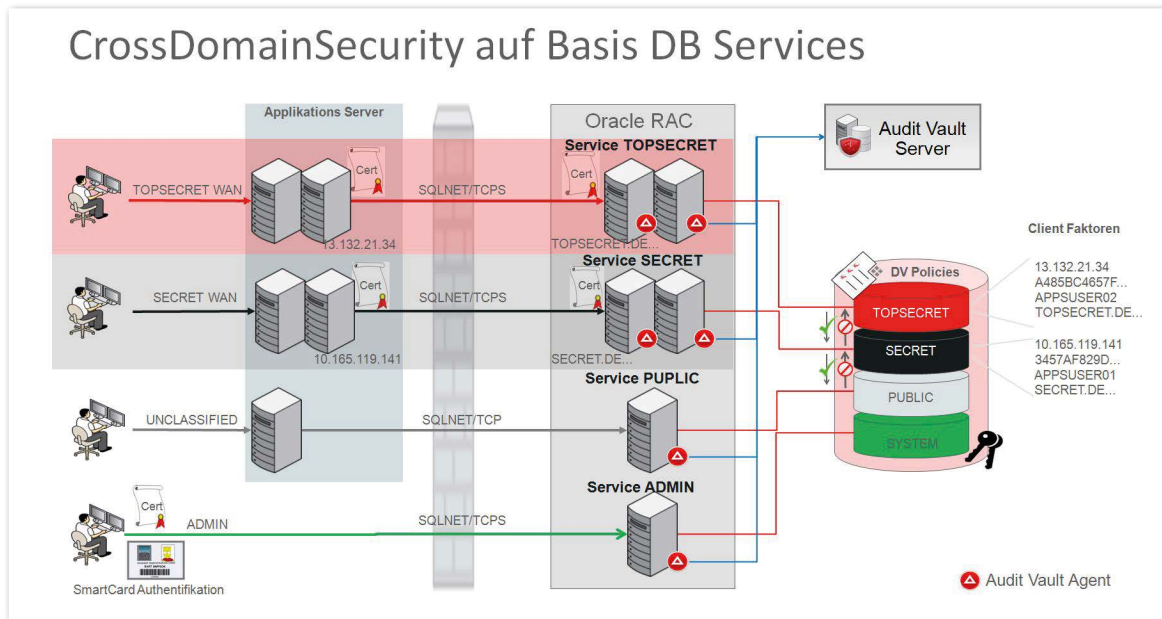 CrossDomainSecurity auf Basis DB Services
Applikations Server
Oracle RAC
Service TOPSECRET
Audit Vault
Server
Cert
Cert
TOPSECRET WAN
SQLNET/TCPS
13.132.21.34
TOPSECRET.DE...
Service SECRET
Cert
Cert
SECRET WAN
SQLNET/TCPS
10.165.119.141
SECRET.DE...
Service PUPLIC
UNCLASSIFIED
SQLNET/TCP
Service ADMIN
Cert
ADMIN
SQLNET/TCPS
SmartCard Authentifikation
Client Faktoren
DV Policies
TOPSECRET
SECRET
PUBLIC
SYSTEM
13.132.21.34
A485BC4657F...
APPSUSER02
TOPSECRET.DE...
10.165.119.141
3457AF829D...
APPSUSER01
SECRET.DE...
Audit Vault Agent